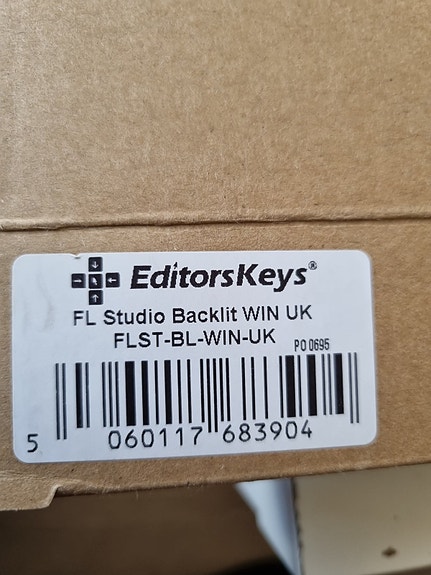 EditorsKeys®
FL Studio Backlit WIN UK
FLST-BL-WIN-UK
PO 0695
5 060117 683904